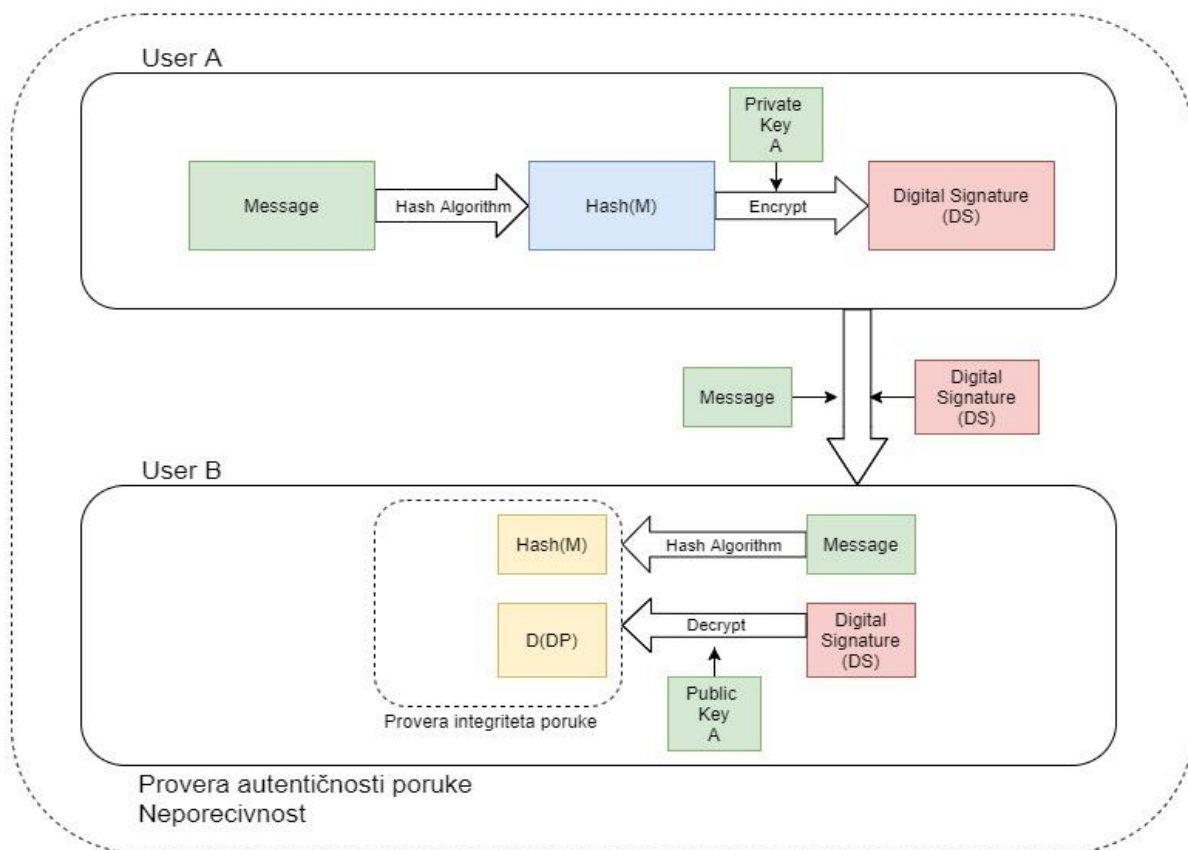 User A
Private
Key
A
Message
Hash Algorithm
Hash(M)
Encrypt
Digital Signature
(DS)
Message
Digital
Signature
(DS)
User B
Hash(M)
Hash Algorithm
Message
D(DP)
Decrypt
Digital
Signature
(DS)
Public
Key
A
Provera integriteta poruke
Provera autentičnosti poruke
Neporecivnost